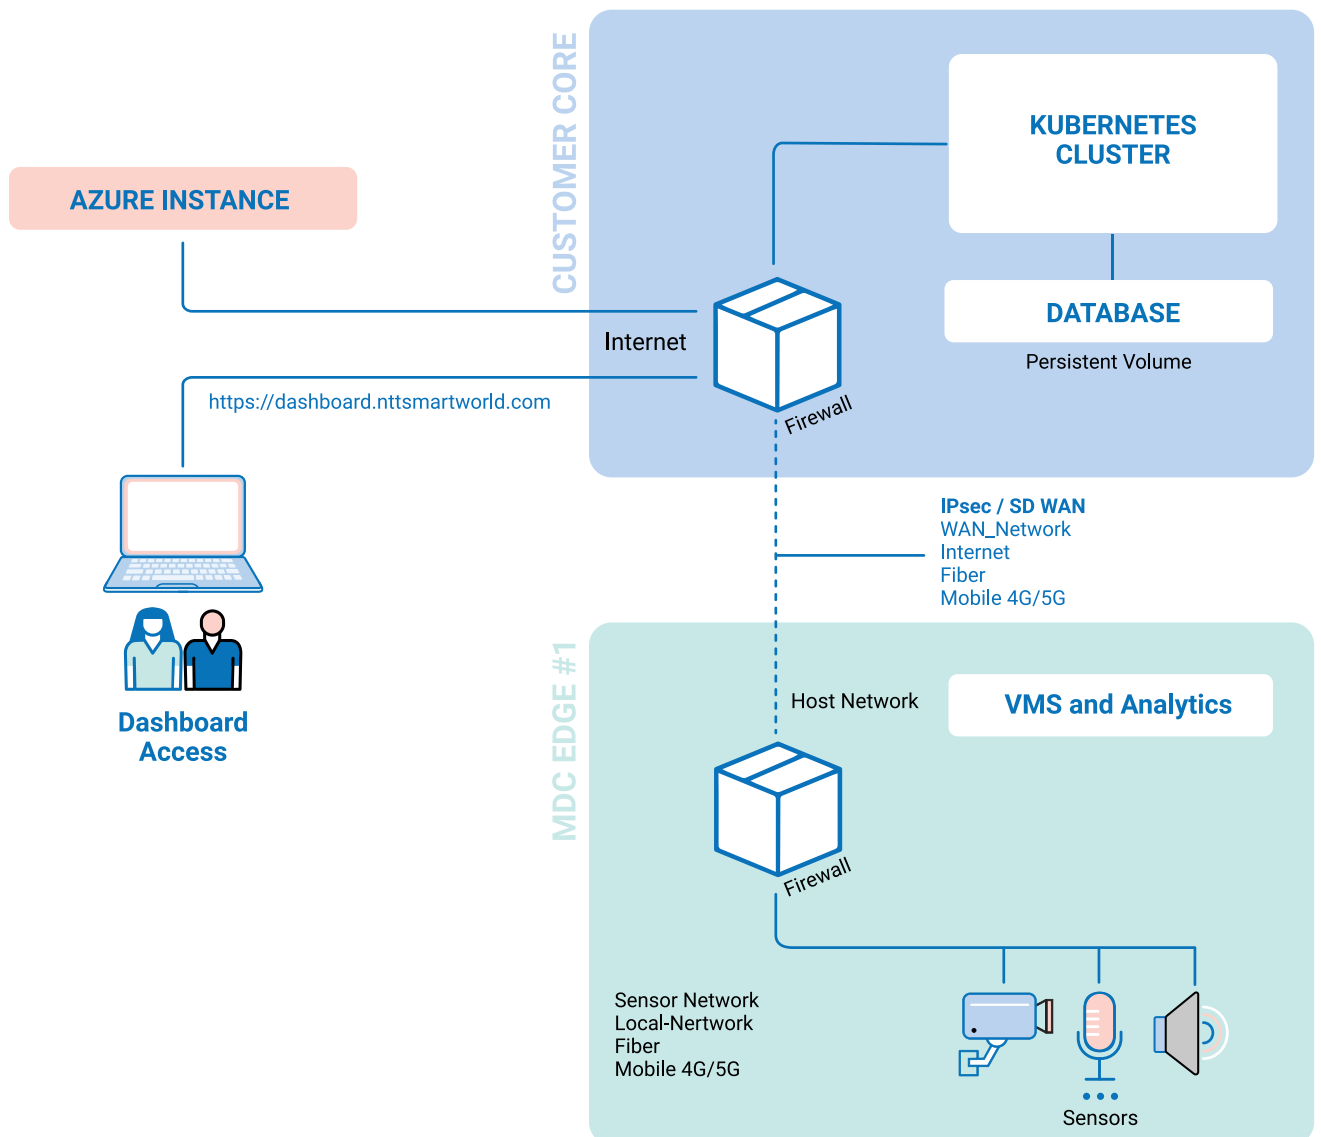 CUSTOMER CORE
KUBERNETES
CLUSTER
AZURE INSTANCE
DATABASE
Internet
Persistent Volume
https://dashboard.nttsmartworld.com
Firewall
IPsec / SD WAN
WAN_Network
Internet
Fiber
Mobile 4G/5G
MDC EDGE #1
Host Network
VMS and Analytics
Dashboard
Access
Firewall
Sensor Network
Local-Nertwork
Fiber
Mobile 4G/5G
Sensors